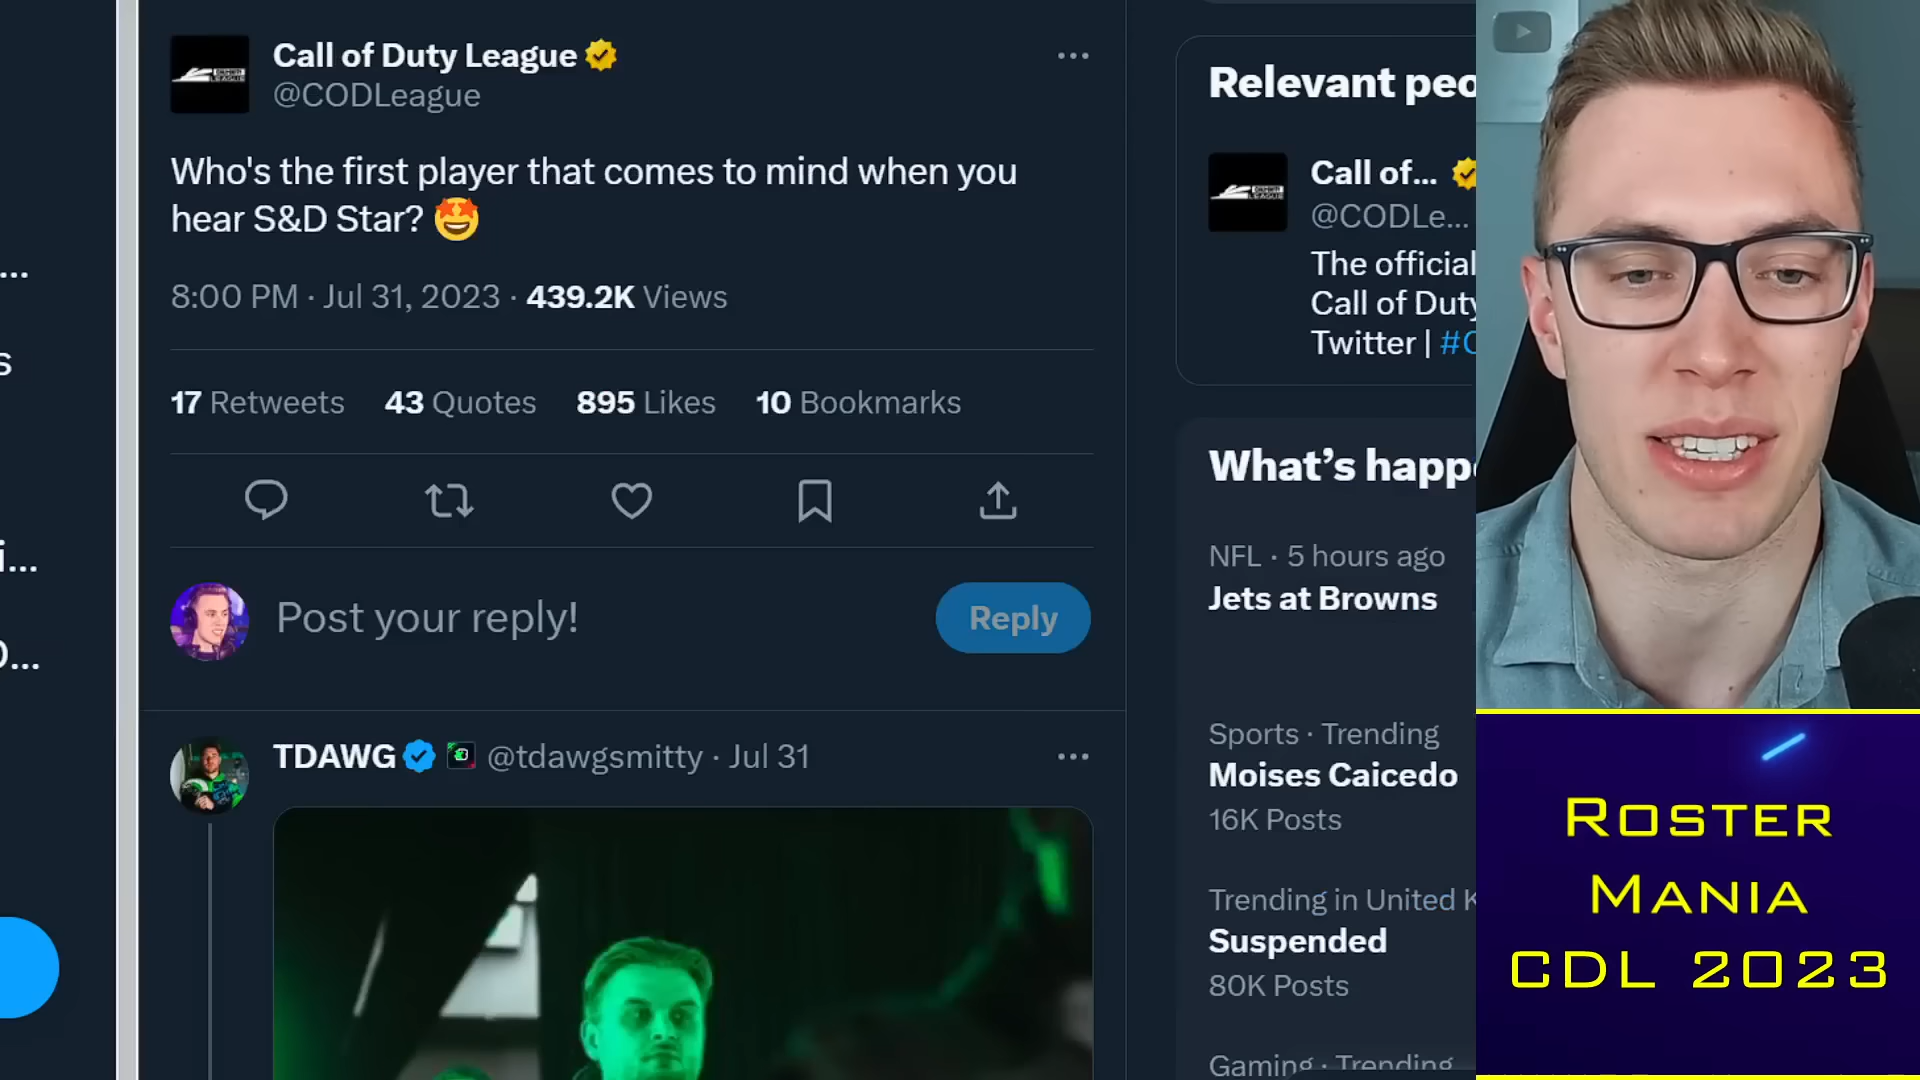 Call of Duty League
@CODLeague
Who's the first player that comes to mind when you
hear S&D Star? 🤩
8:00 PM · Jul 31, 2023 · 439.2K Views
17 Retweets 43 Quotes 895 Likes 10 Bookmarks
Post your reply!
Reply
TDAWG @tdawgsmitty · Jul 31
...
s
i...
O...
Relevant peo
Call of...
@CODLe...
The official
Call of Duty
Twitter | #C
What's happe
NFL · 5 hours ago
Jets at Browns
Sports · Trending
Moises Caicedo
16K Posts
Trending in United K
Suspended
80K Posts
Gaming · Trending
ROSTER
MANIA
CDL 2023